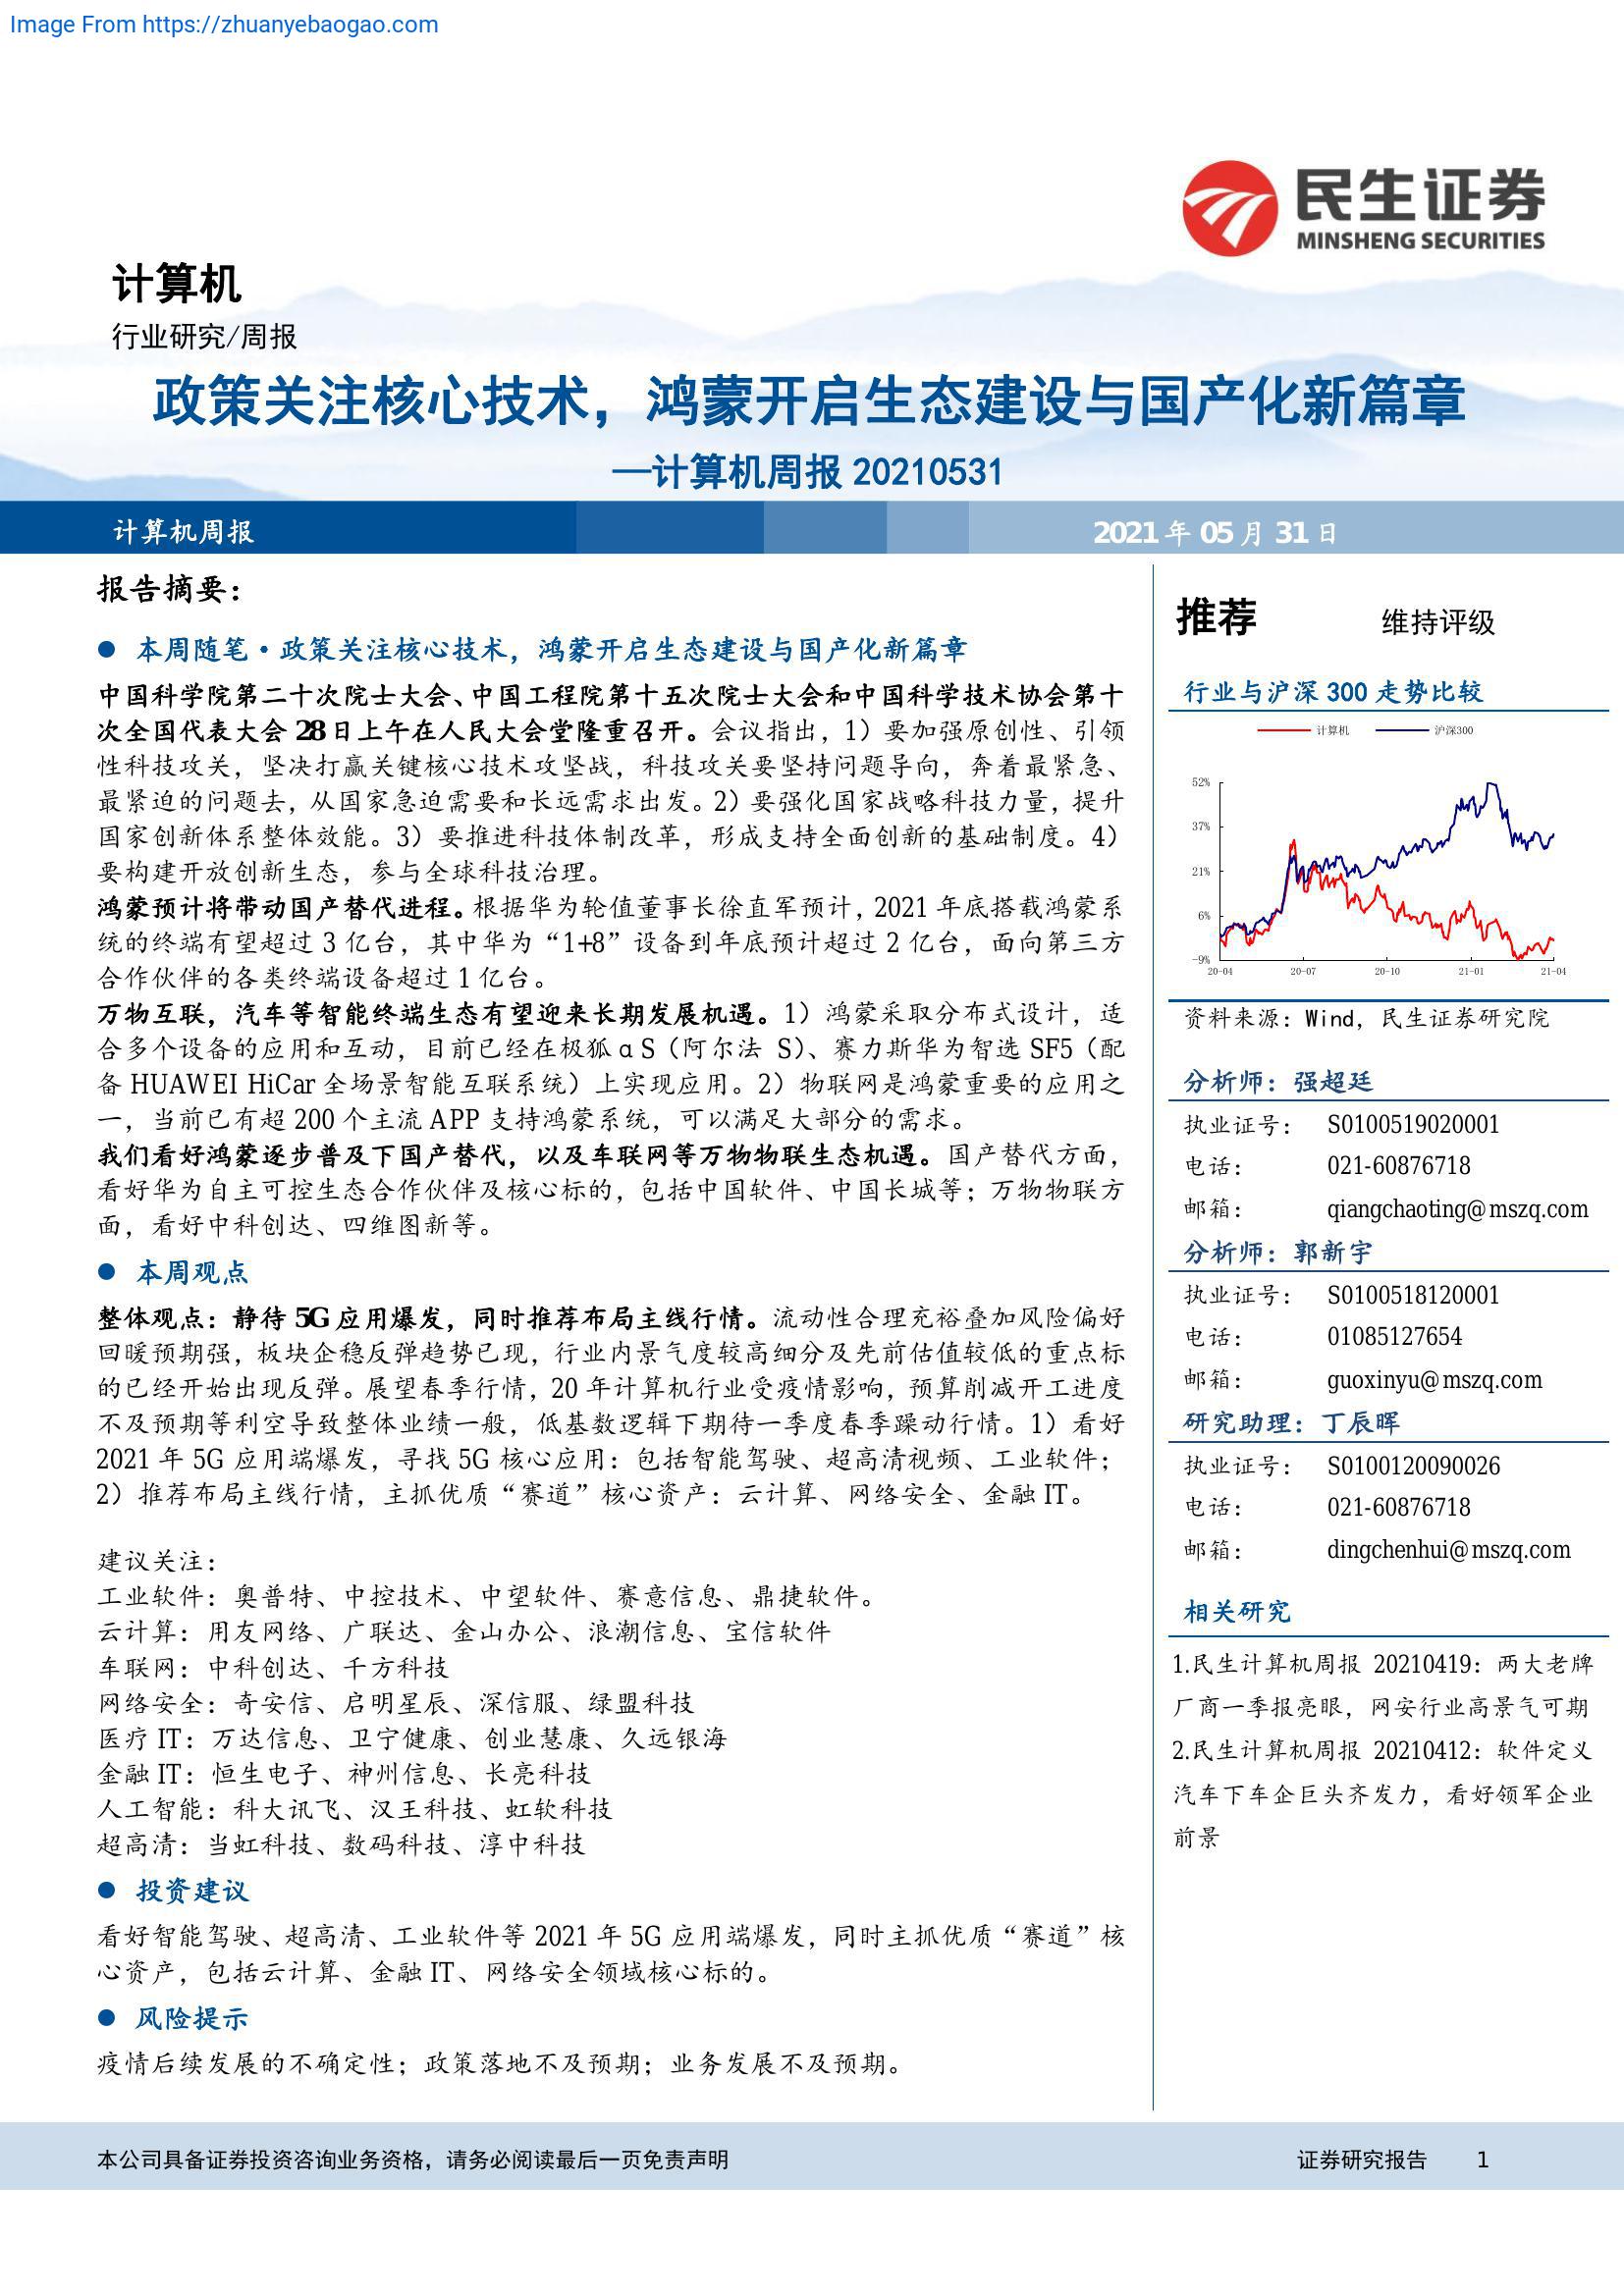 Image From https://zhuanyebaogao.com
民生证券
MINSHENG SECURITIES
计算机
行业研究/周报
政策关注核心技术，鸿蒙开启生态建设与国产化新篇章
—计算机周报 20210531
计算机周报
2021 年 05 月 31 日
报告摘要：
● 本周随笔·政策关注核心技术，鸿蒙开启生态建设与国产化新篇章
中国科学院第二十次院士大会、中国工程院第十五次院士大会和中国科学技术协会第十
次全国代表大会 28 日上午在人民大会堂隆重召开。会议指出，1）要加强原创性、引领
性科技攻关，坚决打赢关键核心技术攻坚战，科技攻关要坚持问题导向，奔着最紧急、
最紧迫的问题去，从国家急迫需要和长远需求出发。2）要强化国家战略科技力量，提升
国家创新体系整体效能。3）要推进科技体制改革，形成支持全面创新的基础制度。4）
要构建开放创新生态，参与全球科技治理。
鸿蒙预计将带动国产替代进程。根据华为轮值董事长徐直军预计，2021 年底搭载鸿蒙系
统的终端有望超过 3 亿台，其中华为“1+8”设备到年底预计超过 2 亿台，面向第三方
合作伙伴的各类终端设备超过 1 亿台。
万物互联，汽车等智能终端生态有望迎来长期发展机遇。1）鸿蒙采取分布式设计，适
合多个设备的应用和互动，目前已经在极狐 αS（阿尔法 S）、赛力斯华为智选 SF5（配
备 HUAWEI HiCar 全场景智能互联系统）上实现应用。2）物联网是鸿蒙重要的应用之
一，当前已有超 200 个主流 APP 支持鸿蒙系统，可以满足大部分的需求。
我们看好鸿蒙逐步普及下国产替代，以及车联网等万物物联生态机遇。国产替代方面，
看好华为自主可控生态合作伙伴及核心标的，包括中国软件、中国长城等；万物物联方
面，看好中科创达、四维图新等。
● 本周观点
整体观点：静待 5G 应用爆发，同时推荐布局主线行情。流动性合理充裕叠加风险偏好
回暖预期强，板块企稳反弹趋势已现，行业内景气度较高细分及先前估值较低的重点标
的已经开始出现反弹。展望春季行情，20 年计算机行业受疫情影响，预算削减开工进度
不及预期等利空导致整体业绩一般，低基数逻辑下期待一季度春季躁动行情。1）看好
2021 年 5G 应用端爆发，寻找 5G 核心应用：包括智能驾驶、超高清视频、工业软件；
2）推荐布局主线行情，主抓优质“赛道”核心资产：云计算、网络安全、金融 IT。
建议关注：
工业软件：奥普特、中控技术、中望软件、赛意信息、鼎捷软件。
云计算：用友网络、广联达、金山办公、浪潮信息、宝信软件
车联网：中科创达、千方科技
网络安全：奇安信、启明星辰、深信服、绿盟科技
医疗 IT：万达信息、卫宁健康、创业慧康、久远银海
金融 IT：恒生电子、神州信息、长亮科技
人工智能：科大讯飞、汉王科技、虹软科技
超高清：当虹科技、数码科技、淳中科技
● 投资建议
看好智能驾驶、超高清、工业软件等 2021 年 5G 应用端爆发，同时主抓优质“赛道”核
心资产，包括云计算、金融 IT、网络安全领域核心标的。
● 风险提示
疫情后续发展的不确定性；政策落地不及预期；业务发展不及预期。
推荐 维持评级
行业与沪深 300 走势比较
计算机 沪深300
52%
37%
21%
6%
-9%
20-04 20-07 20-10 21-01 21-04
资料来源：Wind，民生证券研究院
分析师：强超廷
执业证号： S0100519020001
电话： 021-60876718
邮箱： qiangchaoting@mszq.com
分析师：郭新宇
执业证号： S0100518120001
电话： 01085127654
邮箱： guoxinyu@mszq.com
研究助理：丁辰晖
执业证号： S0100120090026
电话： 021-60876718
邮箱： dingchenhui@mszq.com
相关研究
1.民生计算机周报 20210419：两大老牌
厂商一季报亮眼，网安行业高景气可期
2.民生计算机周报 20210412：软件定义
汽车下车企巨头齐发力，看好领军企业
前景
本公司具备证券投资咨询业务资格，请务必阅读最后一页免责声明
证券研究报告 1